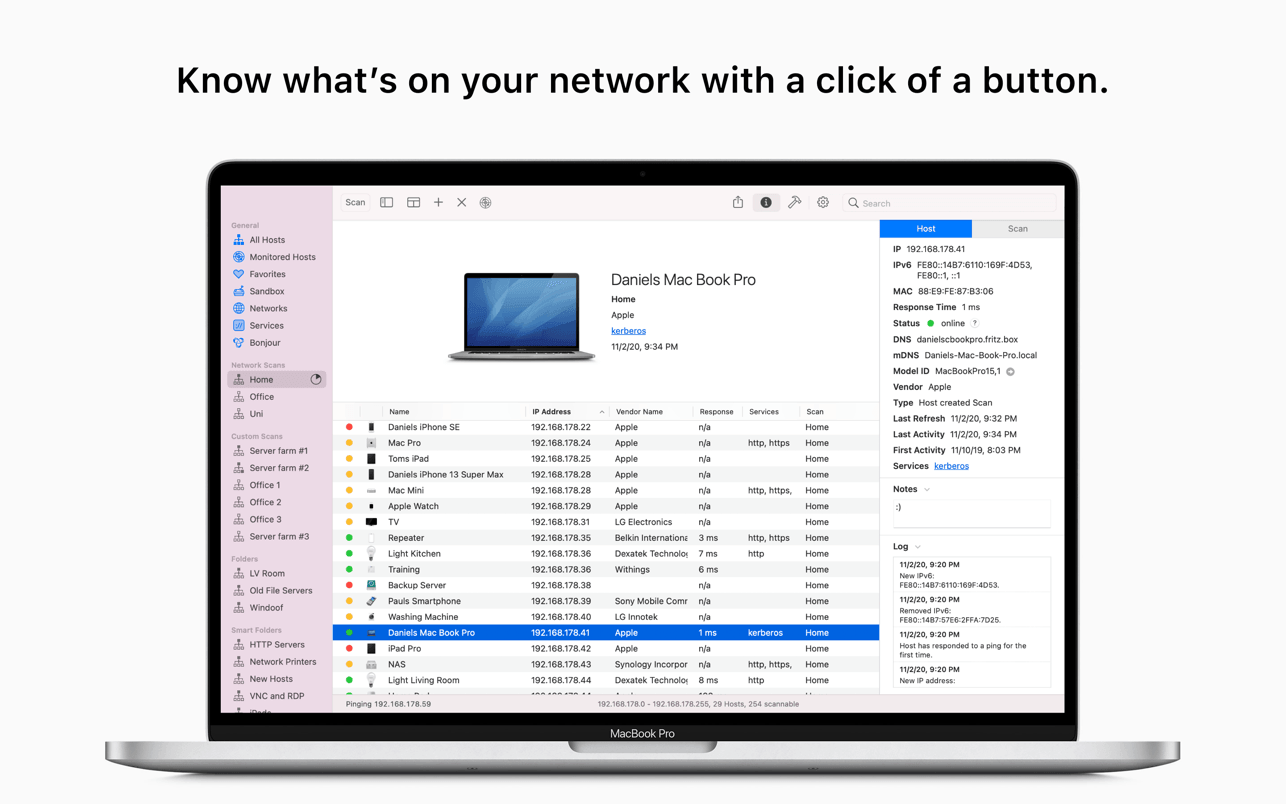 Know what's on your network with a click of a button.
Scan
Search
General
All Hosts
Monitored Hosts
Favorites
Sandbox
Networks
Services
Bonjour
Network Scans
Home
Office
Uni
Custom Scans
Server farm #1
Server farm #2
Office 1
Office 2
Office 3
Server farm #3
Folders
LV Room
Old File Servers
Windoof
Smart Folders
HTTP Servers
Network Printers
New Hosts
VNC and RDP
Daniels Mac Book Pro
Home
Apple
kerberos
11/2/20, 9:34 PM
Name IP Address Vendor Name Response Services Scan
Daniels iPhone SE 192.168.178.22 Apple n/a Home
Mac Pro 192.168.178.24 Apple n/a http, https Home
Toms iPad 192.168.178.25 Apple n/a Home
Daniels iPhone 13 Super Max 192.168.178.28 Apple n/a Home
Mac Mini 192.168.178.28 Apple n/a http, https, Home
Apple Watch 192.168.178.29 Apple n/a Home
TV 192.168.178.31 LG Electronics n/a Home
Repeater 192.168.178.35 Belkin Internationa 3 ms http, https Home
Light Kitchen 192.168.178.36 Dexatek Technolog 7 ms http Home
Training 192.168.178.36 Withings 6 ms Home
Backup Server 192.168.178.38 n/a Home
Pauls Smartphone 192.168.178.39 Sony Mobile Comr n/a Home
Washing Machine 192.168.178.40 LG Innotek n/a Home
Daniels Mac Book Pro 192.168.178.41 Apple 1 ms kerberos Home
iPad Pro 192.168.178.42 Apple n/a Home
NAS 192.168.178.43 Synology Incorpor n/a http, https, Home
Light Living Room 192.168.178.44 Dexatek Technolog 8 ms http Home
Pinging 192.168.178.59
192.168.178.0 - 192.168.178.255, 29 Hosts, 254 scannable
Host Scan
IP 192.168.178.41
IPv6 FE80::14B7:6110:169F:4D53,
FE80::1, ::1
MAC 88:E9:FE:87:B3:06
Response Time 1 ms
Status online ?
DNS danielscbookpro.fritz.box
mDNS Daniels-Mac-Book-Pro.local
Model ID MacBookPro15,1
Vendor Apple
Type Host created Scan
Last Refresh 11/2/20, 9:32 PM
Last Activity 11/2/20, 9:34 PM
First Activity 11/10/19, 8:03 PM
Services kerberos
Notes
:)
Log
11/2/20, 9:20 PM
New IPv6:
FE80::14B7:6110:169F:4D53.
11/2/20, 9:20 PM
Removed IPv6:
FE80::14B7:57E6:2FFA:7D25.
11/2/20, 9:20 PM
Host has responded to a ping for the
first time.
11/2/20, 9:20 PM
New IP address:
MacBook Pro